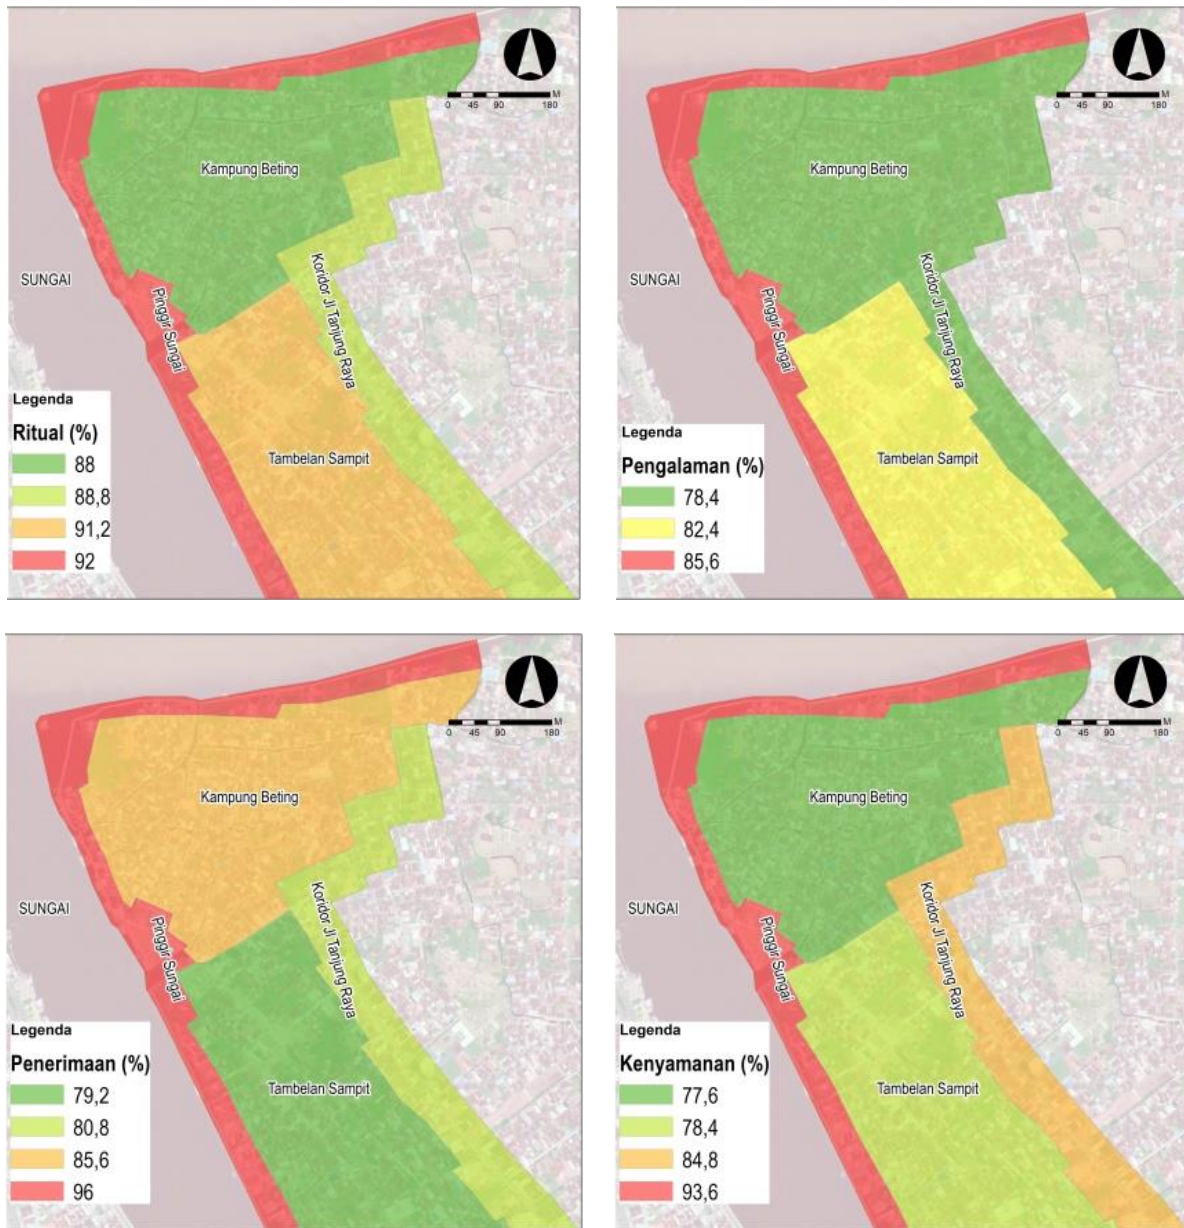 M
0 45 90 180
Kampung Beting
SUNGAI
Pinggir Sungai
Koridor Jl Tanjung Raya
Tambelan Sampit
Legenda
Ritual (%)
88
88,8
91,2
92
M
0 45 90 180
Kampung Beting
SUNGAI
Pinggir Sungai
Koridor Jl Tanjung Raya
Tambelan Sampit
Legenda
Pengalaman (%)
78,4
82,4
85,6
M
0 45 90 180
Kampung Beting
SUNGAI
Pinggir Sungai
Koridor Jl Tanjung Raya
Tambelan Sampit
Legenda
Penerimaan (%)
79,2
80,8
85,6
96
M
0 45 90 180
Kampung Beting
SUNGAI
Pinggir Sungai
Koridor Jl Tanjung Raya
Tambelan Sampit
Legenda
Kenyamanan (%)
77,6
78,4
84,8
93,6